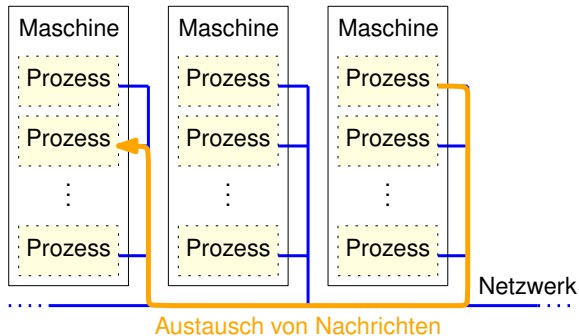 Maschine
Prozess
Prozess
⋮
Prozess
Maschine
Prozess
Prozess
⋮
Prozess
Maschine
Prozess
Prozess
⋮
Prozess
Netzwerk
Austausch von Nachrichten